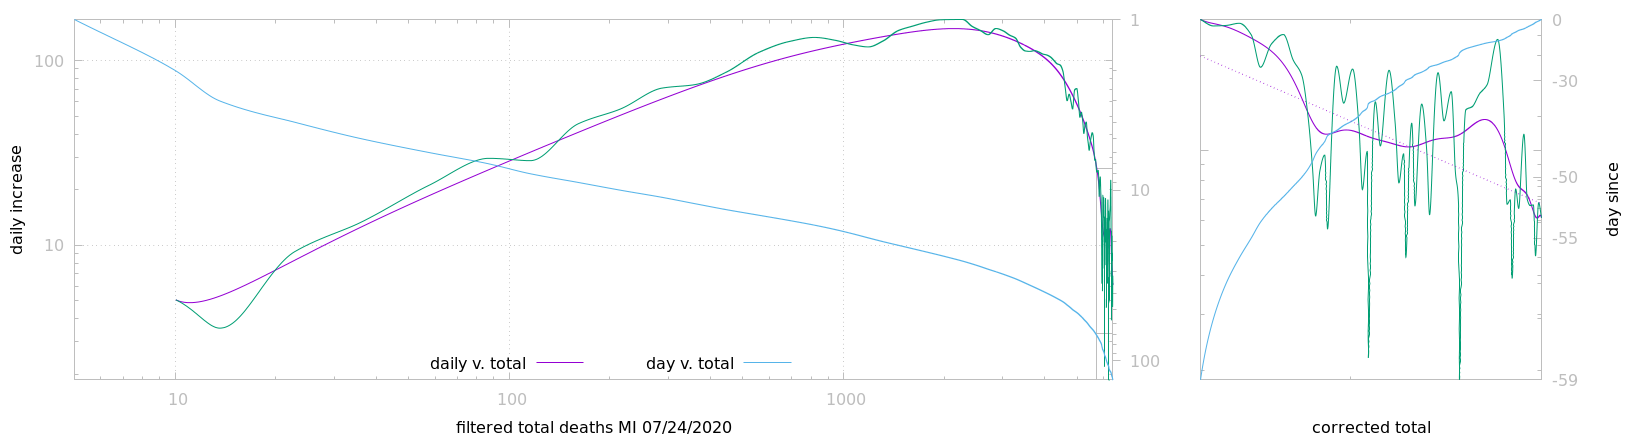 daily increase
100
10
daily v. total
day v. total
10
100
1000
filtered total deaths MI 07/24/2020
1
10
100
0
-30
-50
-55
-59
day since
corrected total